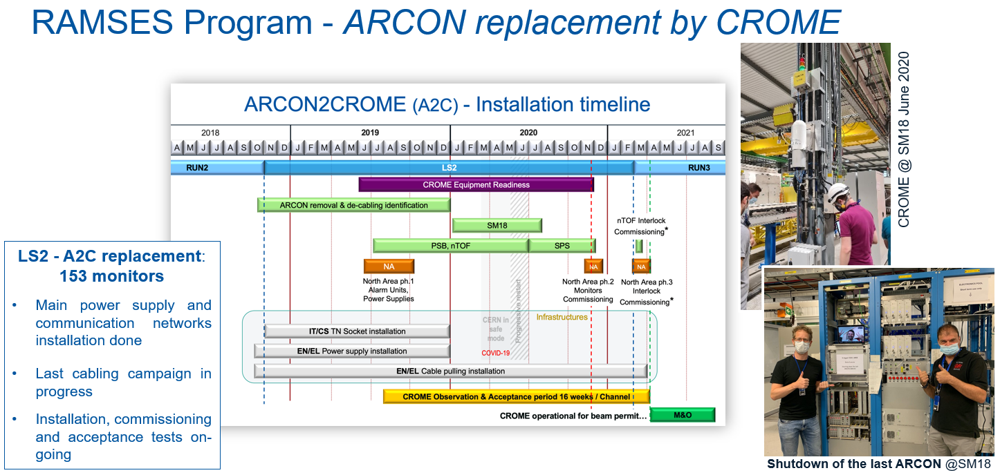 RAMSES Program - ARCON replacement by CROME
ARCON2CROME (A2C) - Installation timeline
2018 2019 2020 2021
A M J J A S O N D J F M A M J J A S O N D J F M A M J J A S O N D J F M A M J J A S
RUN2 LS2 RUN3
CROME Equipment Readiness
ARCON removal & de-cabling identification
SM18
nTOF Interlock
Commissioning*
PSB, nTOF SPS
NA NA NA
North Area ph.1
Alarm Units,
Power Supplies
North Area ph.2
Monitors
Commissioning
North Area ph.3
Interlock
Commissioning*
Progressive restart
Infrastructures
CERN in
safe
mode
COVID-19
IT/CS TN Socket installation
EN/EL Power supply installation
EN/EL Cable pulling installation
CROME Observation & Acceptance period 16 weeks / Channel
CROME operational for beam permit... M&O
LS2 - A2C replacement:
153 monitors
• Main power supply and
communication networks
installation done
• Last cabling campaign in
progress
• Installation, commissioning
and acceptance tests on-
going
CROME @ SM18 June 2020
ELECTRONICS POOL
Shutdown of the last ARCON @SM18